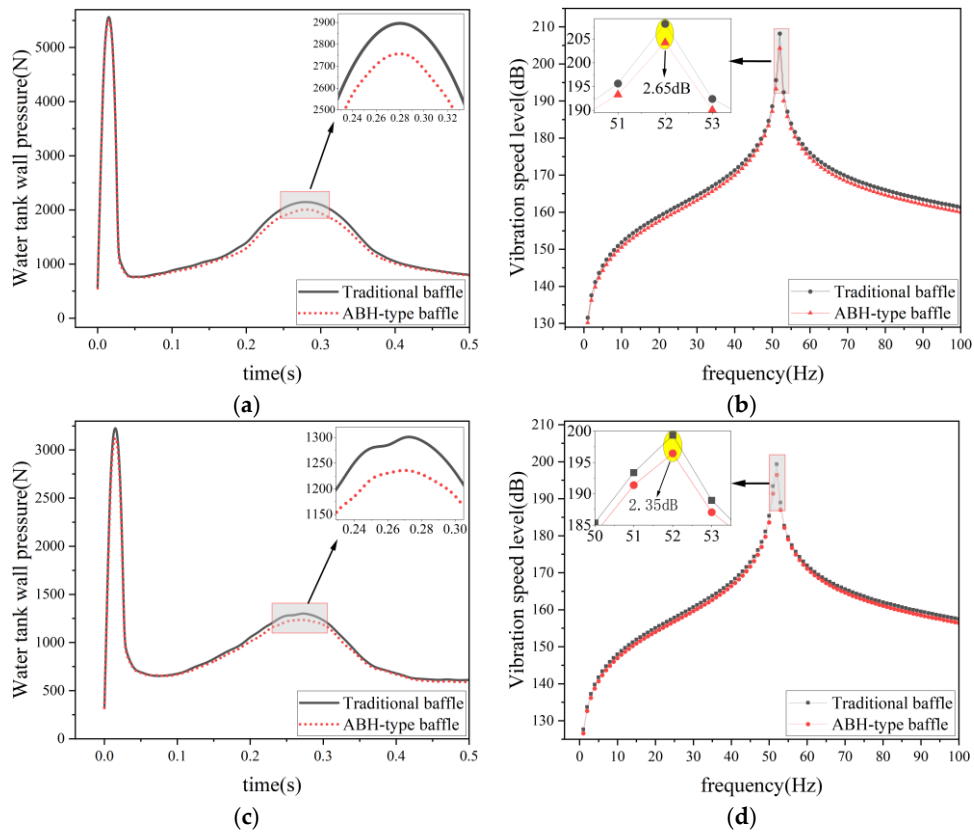 2900
2800
2700
2600
2500
0.24 0.26 0.28 0.30 0.32
5000
4000
3000
2000
1000
0
Water tank wall pressure(N)
Traditional baffle
ABH-type baffle
0.0 0.1 0.2 0.3 0.4 0.5
time(s)
(a)
205
200
195
190
51 52 53
2.65dB
210
200
190
180
170
160
150
140
130
Vibration speed level(dB)
Traditional baffle
ABH-type baffle
0 10 20 30 40 50 60 70 80 90 100
frequency(Hz)
(b)
1300
1250
1200
1150
0.24 0.26 0.28 0.30
3000
2500
2000
1500
1000
500
0
Water tank wall pressure(N)
Traditional baffle
ABH-type baffle
0.0 0.1 0.2 0.3 0.4 0.5
time(s)
(c)
200
195
190
185
50 51 52 53
2.35dB
210
200
190
180
170
160
150
140
130
Vibration speed level(dB)
Traditional baffle
ABH-type baffle
0 10 20 30 40 50 60 70 80 90 100
frequency(Hz)
(d)